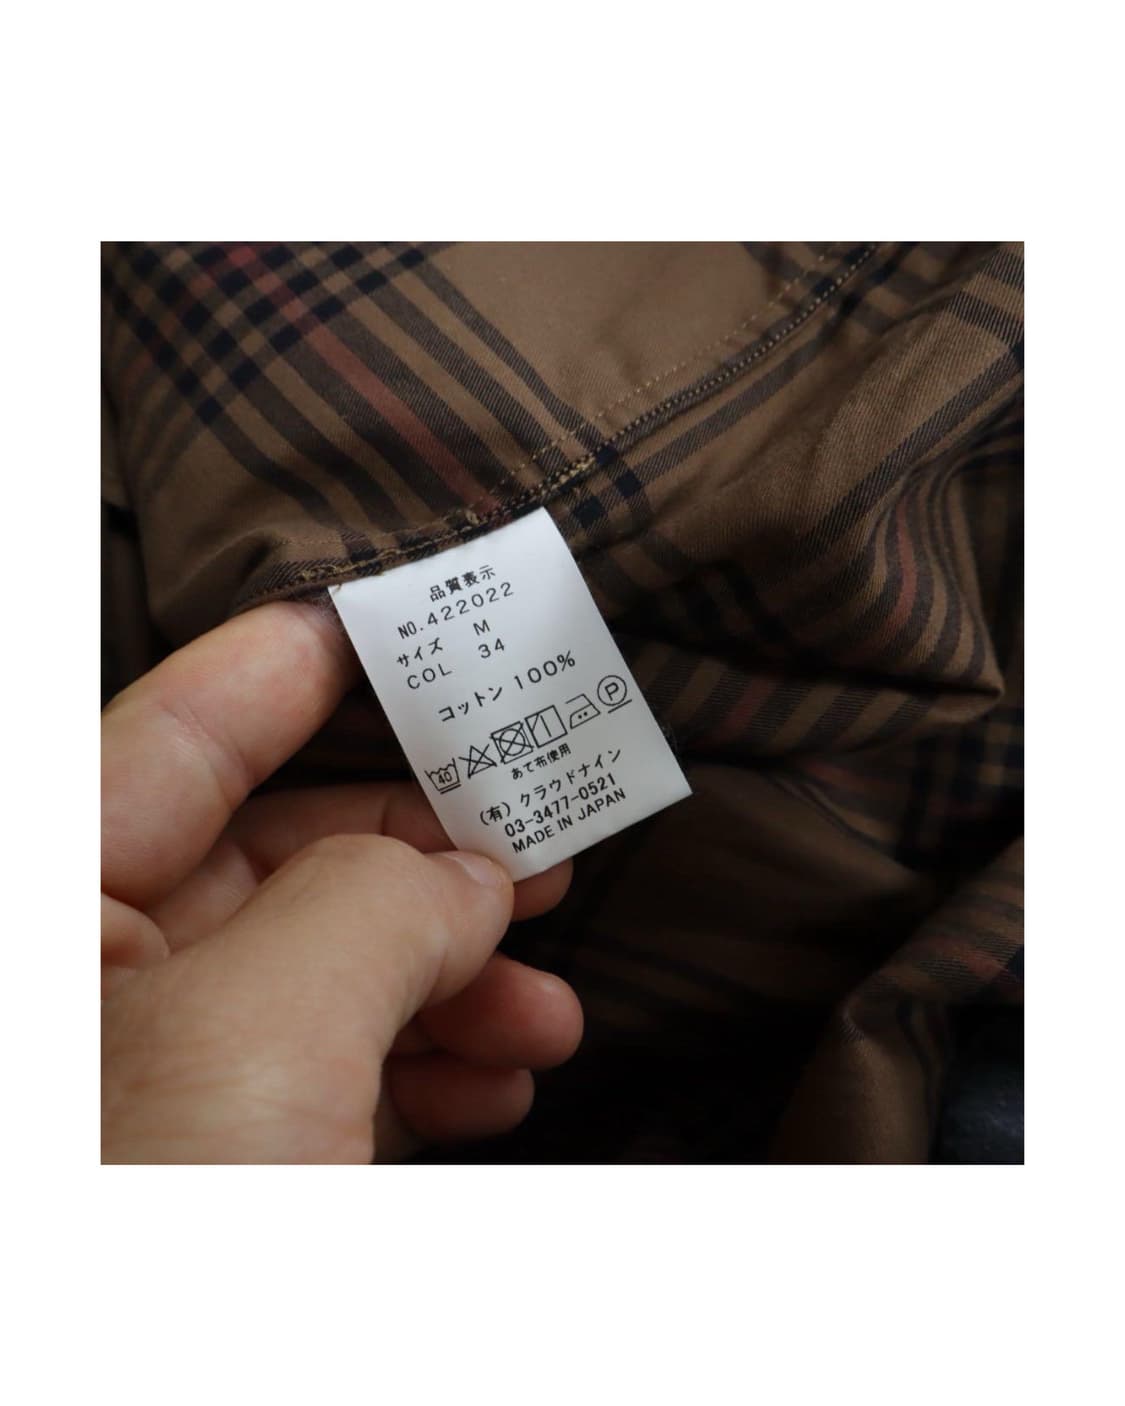 品質表示
NO.422022
サイズ M
COL 34
コットン 100%
40 P
あて布使用
(有) クラウドナイン
03-3477-0521
MADE IN JAPAN